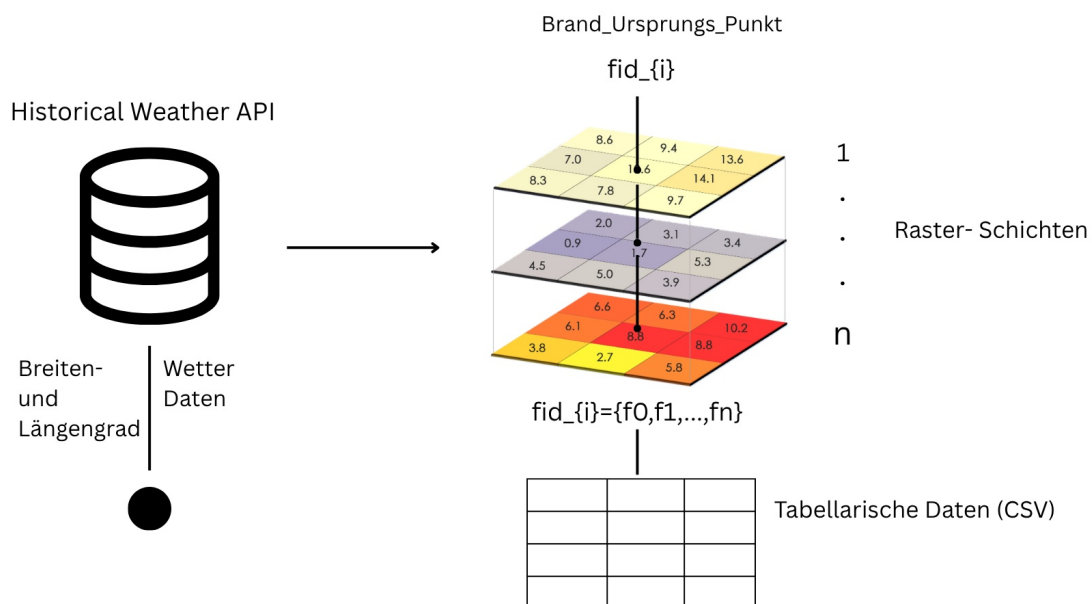 Brand_Ursprungs_Punkt
fid_{i}
Historical Weather API
8.6 9.4 13.6
7.0 14.1
8.3 7.8 9.7
1
.
.
.
n
Raster- Schichten
2.0 3.1 3.4
0.9 1.7 5.3
4.5 5.0 3.9
6.6 6.3 10.2
6.1 8.8 8.8
3.8 2.7 5.8
Breiten-
und
Längengrad
Wetter
Daten
fid_{i}={f0,f1,...,fn}
Tabellarische Daten (CSV)